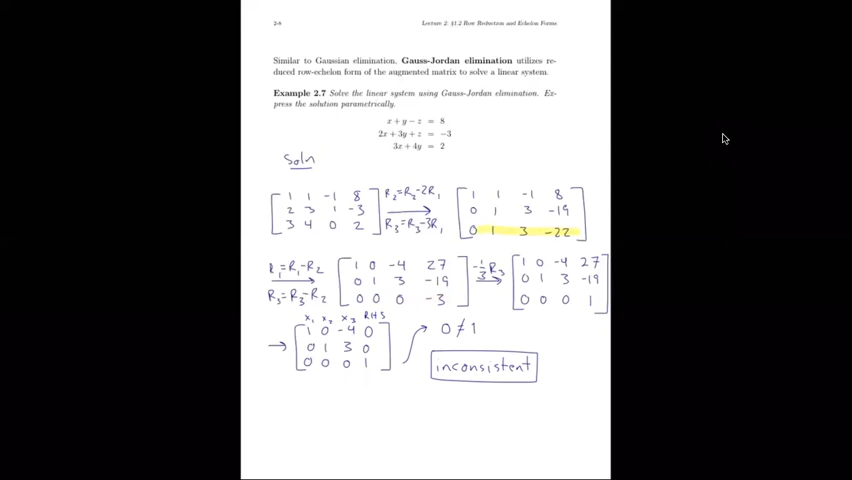 2-8 Lecture 2: §1.2 Row Reduction and Echelon Forms
Similar to Gaussian elimination, Gauss-Jordan elimination utilizes re-
duced row-echelon form of the augmented matrix to solve a linear system.
Example 2.7 Solve the linear system using Gauss-Jordan elimination. Ex-
press the solution parametrically.
x + y − z = 8
2x + 3y + z = −3
3x + 4y = 2
Soln
1 1 -1 8 R₂=R₂-2R₁ 1 1 -1 8
2 3 1 -3 0 1 3 -19
3 4 0 2 R₃=R₃-3R₁ 0 1 3 -22
R₁=R₁-R₂ 1 0 -4 27 -1/3 R₃ 1 0 -4 27
0 1 3 -19 0 1 3 -19
R₃=R₃-R₂ 0 0 0 -3 → 0 0 0 1
x₁ x₂ x₃ RHS
1 0 -4 0 0 ≠ 1
→ 0 1 3 0
0 0 0 1 inconsistent